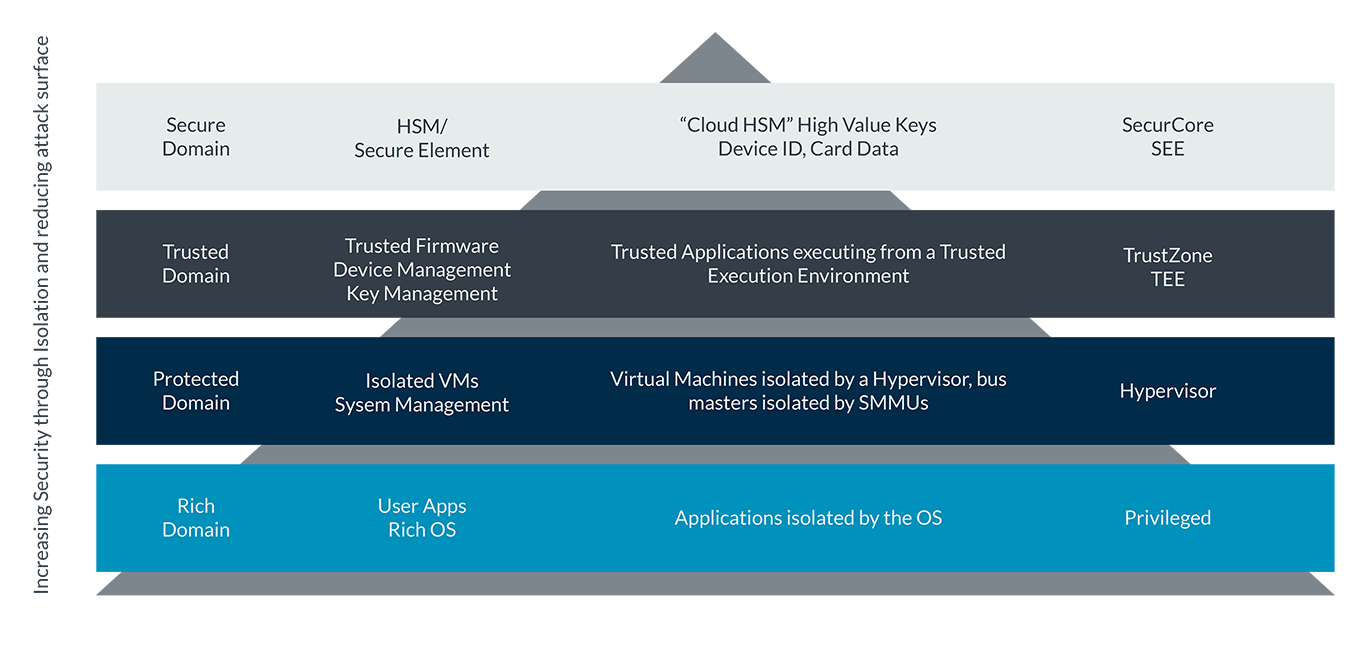 Increasing Security through Isolation and reducing attack surface
Secure
Domain
HSM/
Secure Element
“Cloud HSM” High Value Keys
Device ID, Card Data
SecurCore
SEE
Trusted
Domain
Trusted Firmware
Device Management
Key Management
Trusted Applications executing from a Trusted
Execution Environment
TrustZone
TEE
Protected
Domain
Isolated VMs
Sysem Management
Virtual Machines isolated by a Hypervisor, bus
masters isolated by SMMUs
Hypervisor
Rich
Domain
User Apps
Rich OS
Applications isolated by the OS
Privileged